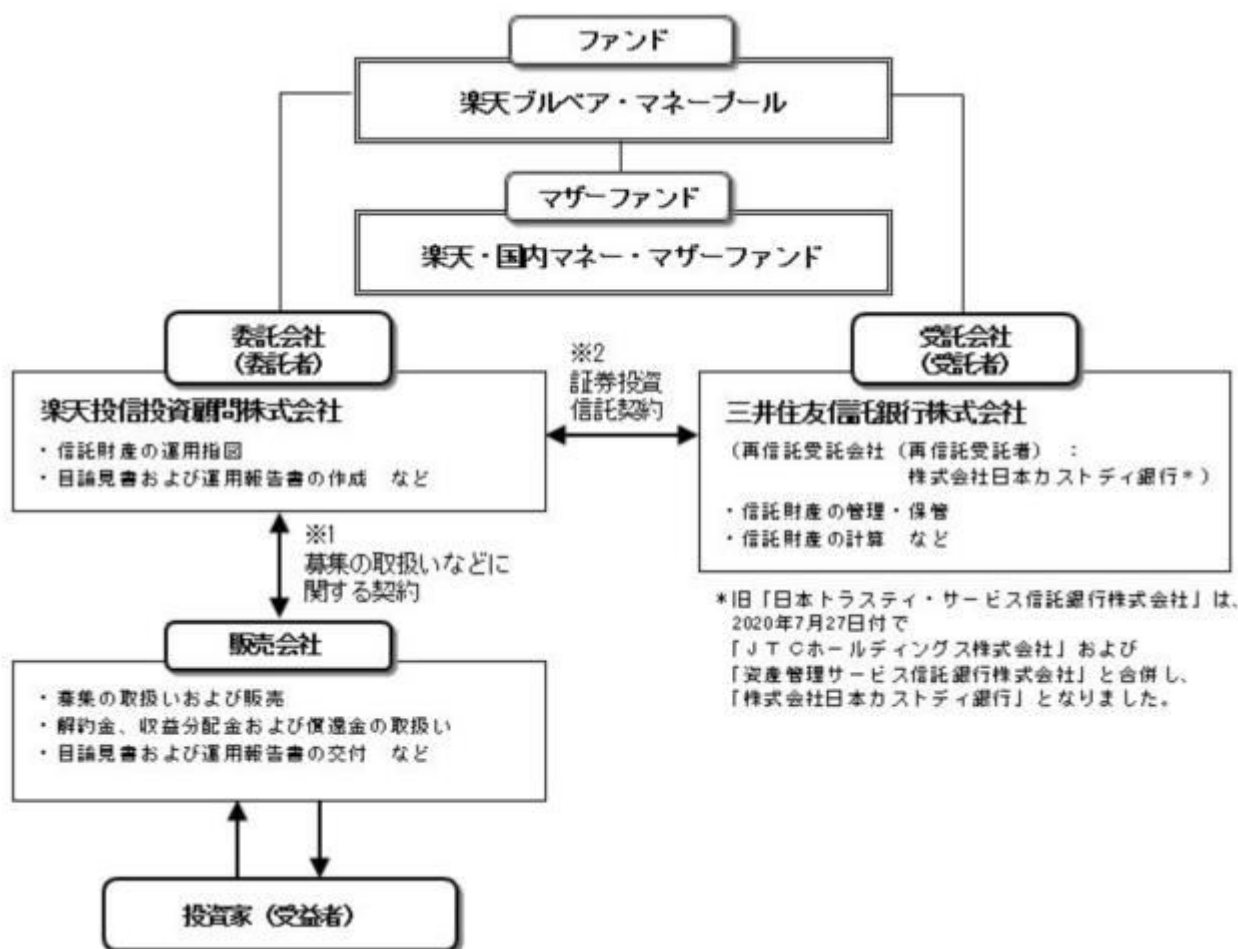 ファンド
楽天ブルベア・マネープール
マザーファンド
楽天・国内マネー・マザーファンド
委託会社
(委託者)
楽天投信投資顧問株式会社
・信託財産の運用指図
・目論見書および運用報告書の作成　など
※2
証券投資
信託契約
受託会社
(受託者)
三井住友信託銀行株式会社
(再信託受託会社(再信託受託者)：
株式会社日本カストディ銀行*)
・信託財産の管理・保管
・信託財産の計算　など
※1
募集の取扱いなどに
関する契約
*旧「日本トラスティ・サービス信託銀行株式会社」は、
2020年7月27日付で
「JTCホールディングス株式会社」および
「資産管理サービス信託銀行株式会社」と合併し、
「株式会社日本カストディ銀行」となりました。
販売会社
・募集の取扱いおよび販売
・解約金、収益分配金および償還金の取扱い
・目論見書および運用報告書の交付　など
投資家(受益者)